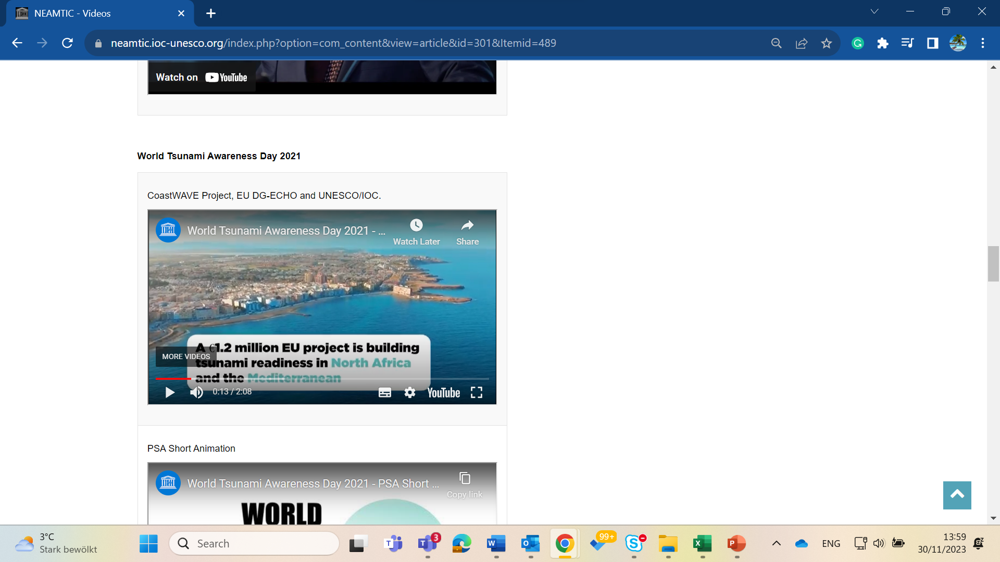 NEAMTIC - Videos
neamtic.ioc-unesco.org/index.php?option=com_content&view=article&id=301&Itemid=489
Watch on YouTube
World Tsunami Awareness Day 2021
CoastWAVE Project, EU DG-ECHO and UNESCO/IOC.
World Tsunami Awareness Day 2021 - ...
Watch Later
Share
A €1.2 million EU project is building
MORE VIDEOS
tsunami readiness in North Africa
and the Mediterranean
0:13 / 2:08
YouTube
PSA Short Animation
World Tsunami Awareness Day 2021 - PSA Short ...
Copy link
WORLD
3°C
Stark bewölkt
Search
3
99+
ENG
13:59
30/11/2023